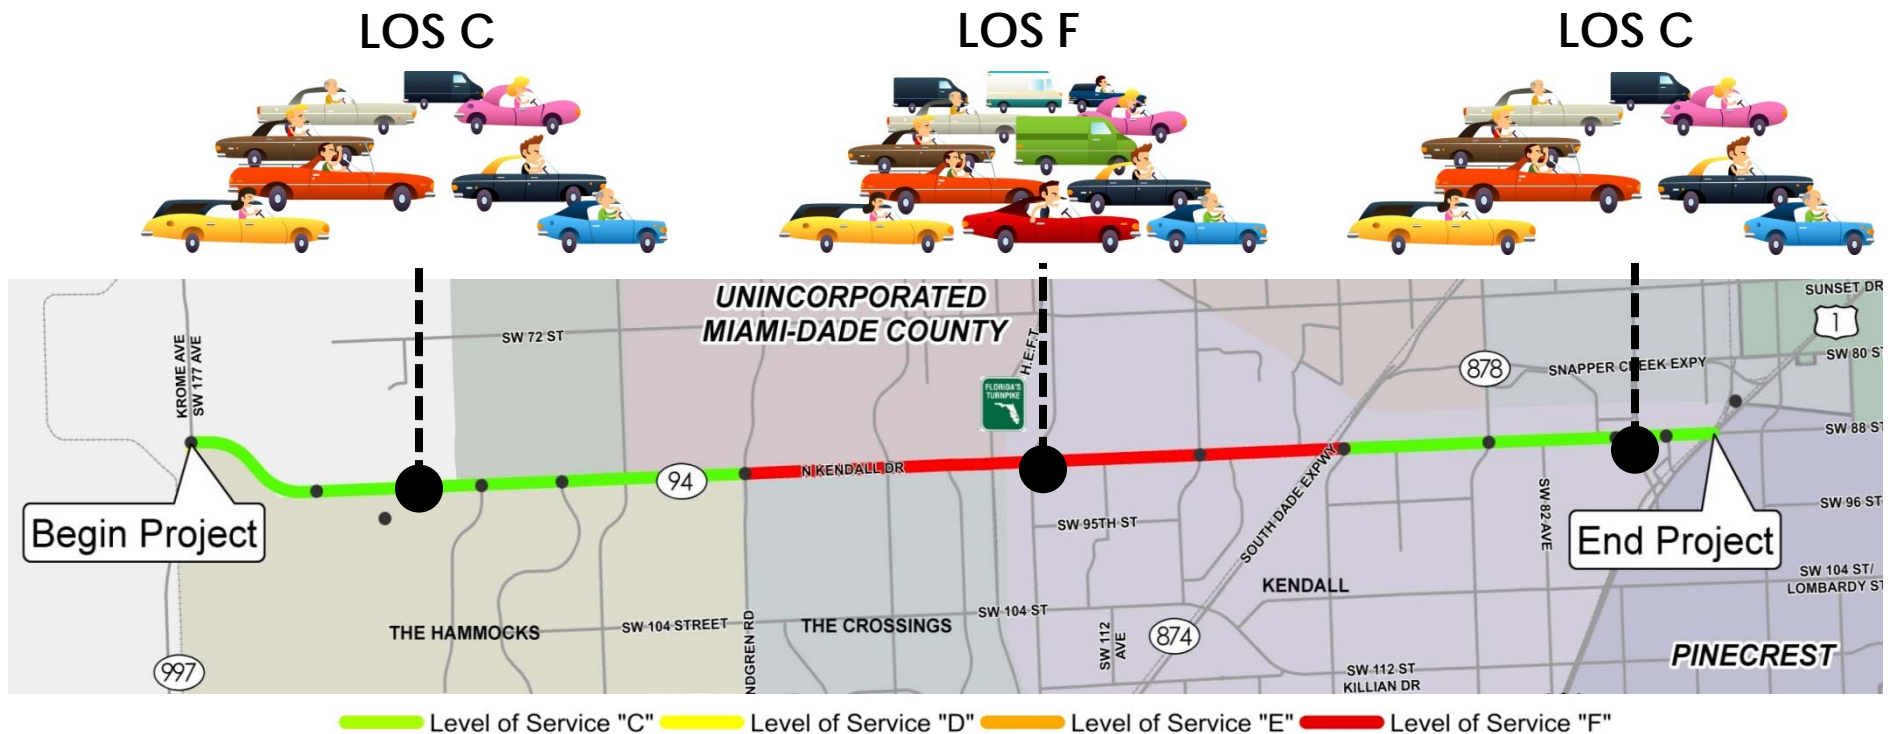 LOS C
LOS F
LOS C
UNINCORPORATED
MIAMI-DADE COUNTY
SUNSET DR
1
KROME AVE
SW 177 AVE
SW 72 ST
H.E.F.T.
FLORIDA'S
TURNPIKE
878
SNAPPER CREEK EXPY
SW 80 ST
SW 88 ST
N KENDALL DR
94
Begin Project
SW 95TH ST
SOUTH DADE EXPWY
SW 82 AVE
End Project
SW 96 ST
KENDALL
SW 104 ST/
LOMBARDY ST
THE HAMMOCKS
SW 104 STREET
THE CROSSINGS
SW 104 ST
NDGREN RD
SW 112
AVE
874
PINECREST
997
SW 112 ST
KILLIAN DR
Level of Service "C"
Level of Service "D"
Level of Service "E"
Level of Service "F"